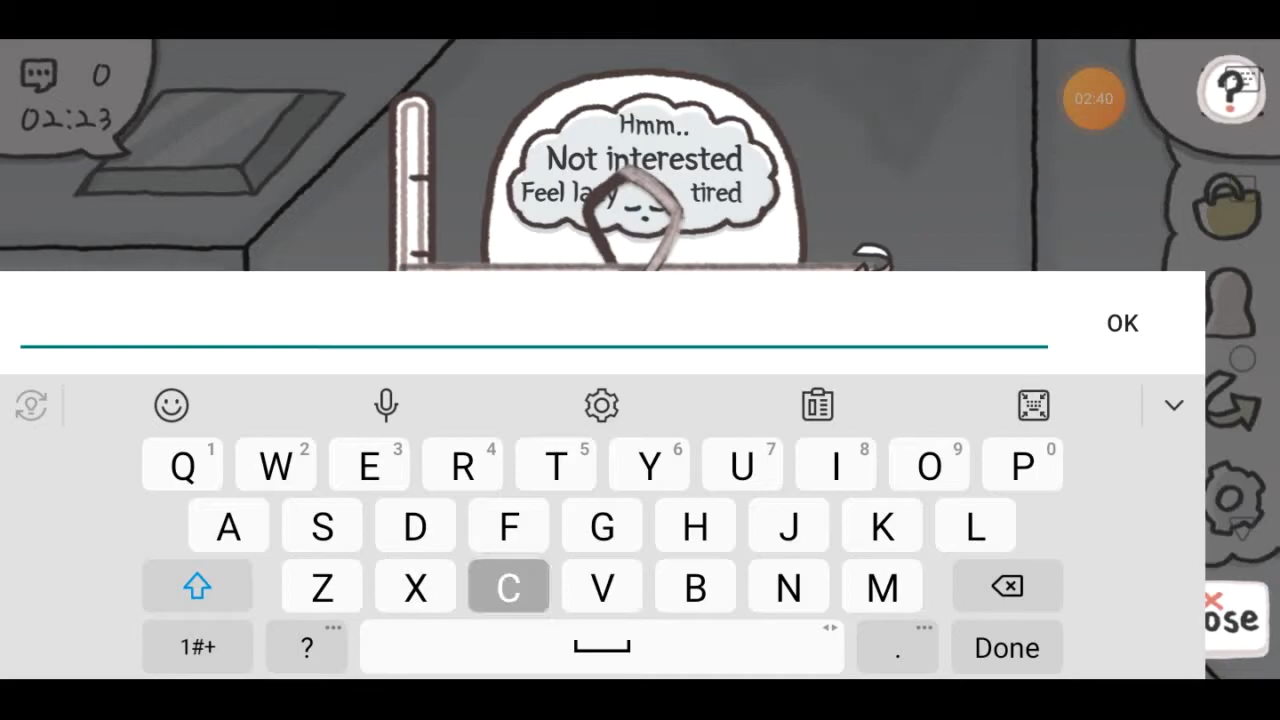 0
02:23
02:40
?
Hmm..
Not interested
Feel lazy tired
OK
Q 1 W 2 E 3 R 4 T 5 Y 6 U 7 I 8 O 9 P 0
A S D F G H J K L
Z X C V B N M
1#+ ? . Done
ose